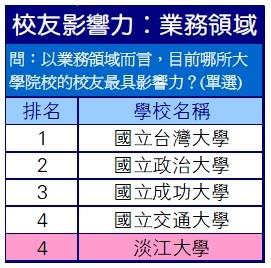 校友影響力：業務領域
問：以業務領域而言，目前哪所大
學院校的校友最具影響力？(單選)
排名 學校名稱
1 國立台灣大學
2 國立政治大學
3 國立成功大學
4 國立交通大學
4 淡江大學